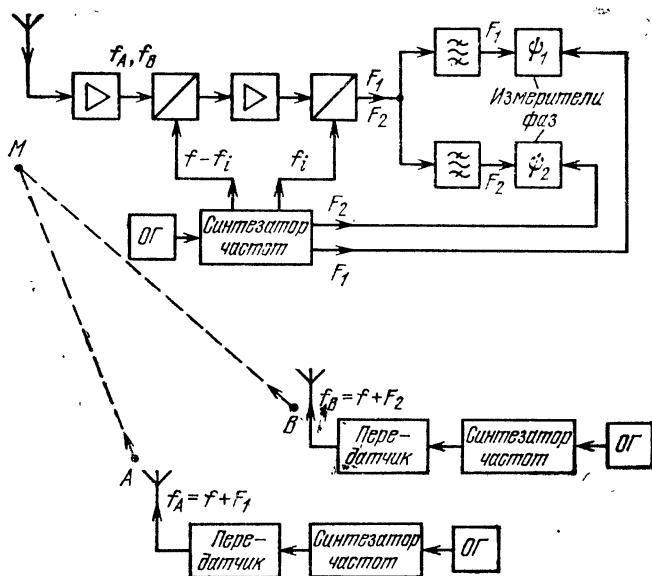 f_A, f_B
F_1
F_2
F_1
ψ_1
Измерители
фаз
F_2
ψ_2
M
f − f_i
f_i
ОГ
Синтезатор
частот
F_2
F_1
B
f_B = f + F_2
Пере-
датчик
Синтезатор
частот
ОГ
A
f_A = f + F_1
Пере-
датчик
Синтезатор
частот
ОГ